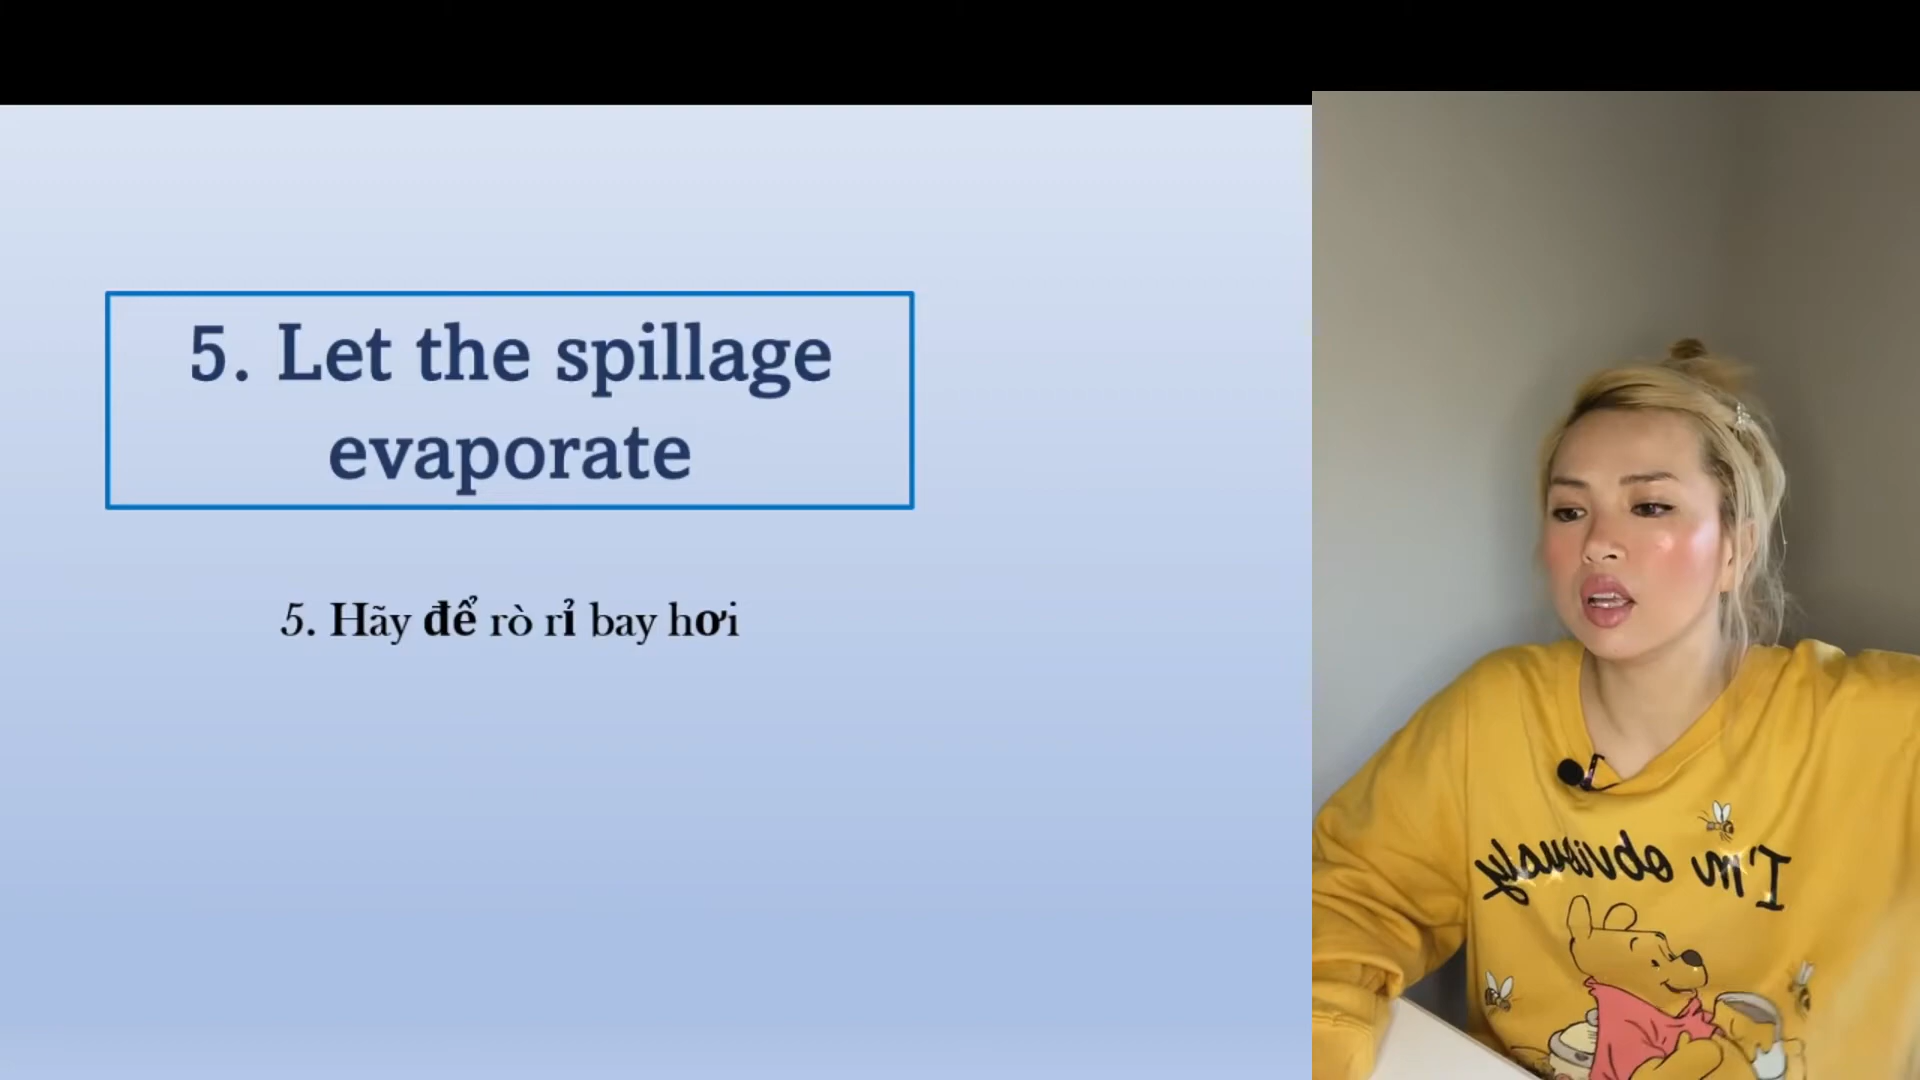 5. Let the spillage
evaporate
5. Hãy để rò rỉ bay hơi
I'm obviously